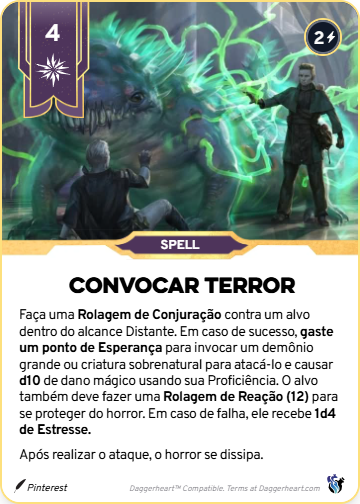 4
2
SPELL
CONVOCAR TERROR
Faça uma Rolagem de Conjuração contra um alvo
dentro do alcance Distante. Em caso de sucesso, gaste
um ponto de Esperança para invocar um demônio
grande ou criatura sobrenatural para atacá-lo e causar
d10 de dano mágico usando sua Proficiência. O alvo
também deve fazer uma Rolagem de Reação (12) para
se proteger do horror. Em caso de falha, ele recebe 1d4
de Estresse.
Após realizar o ataque, o horror se dissipa.
Pinterest
Daggerheart™ Compatible. Terms at Daggerheart.com